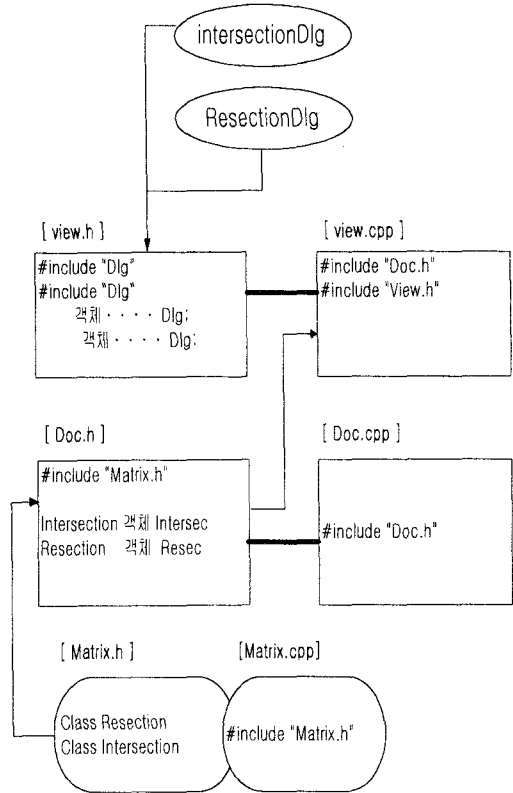 intersectionDlg
ResectionDlg
[ view.h ]
#include "Dlg"
#include "Dlg"
객체 · · · · Dlg;
객체 · · · · Dlg;
[ view.cpp ]
#include "Doc.h"
#include "View.h"
[ Doc.h ]
#include "Matrix.h"
Intersection 객체 Intersec
Resection 객체 Resec
[ Doc.cpp ]
#include "Doc.h"
[ Matrix.h ]
Class Resection
Class Intersection
[Matrix.cpp]
#include "Matrix.h"